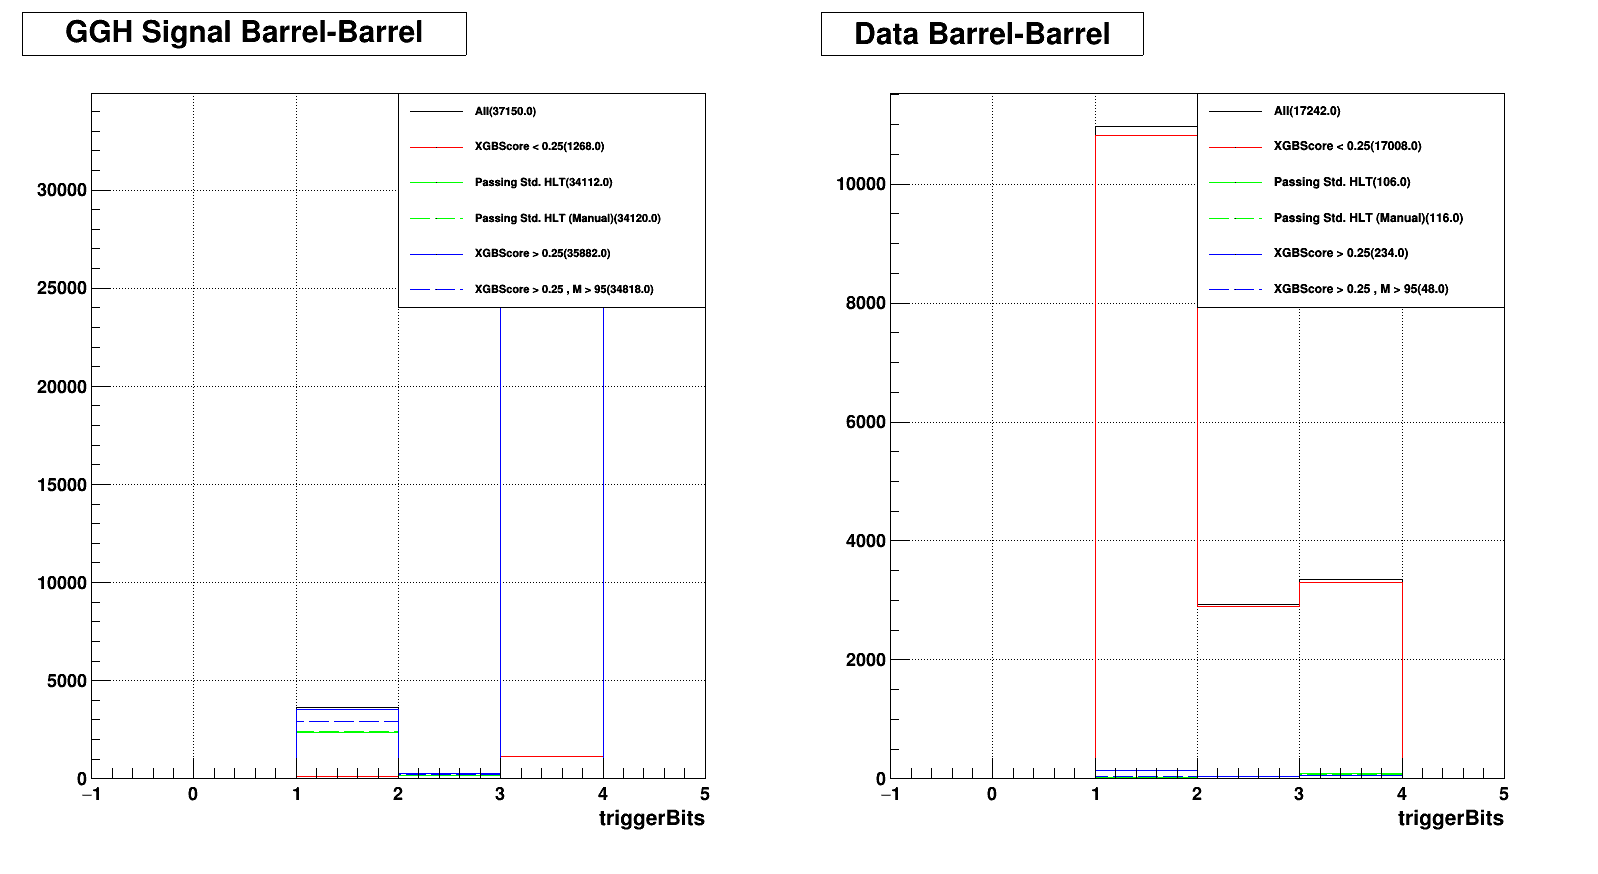 GGH Signal Barrel-Barrel
All(37150.0)
XGBScore < 0.25(1268.0)
Passing Std. HLT(34112.0)
Passing Std. HLT (Manual)(34120.0)
XGBScore > 0.25(35882.0)
XGBScore > 0.25 , M > 95(34818.0)
30000
25000
20000
15000
10000
5000
0
−1 0 1 2 3 4 5
triggerBits
Data Barrel-Barrel
All(17242.0)
XGBScore < 0.25(17008.0)
Passing Std. HLT(106.0)
Passing Std. HLT (Manual)(116.0)
XGBScore > 0.25(234.0)
XGBScore > 0.25 , M > 95(48.0)
10000
8000
6000
4000
2000
0
−1 0 1 2 3 4 5
triggerBits